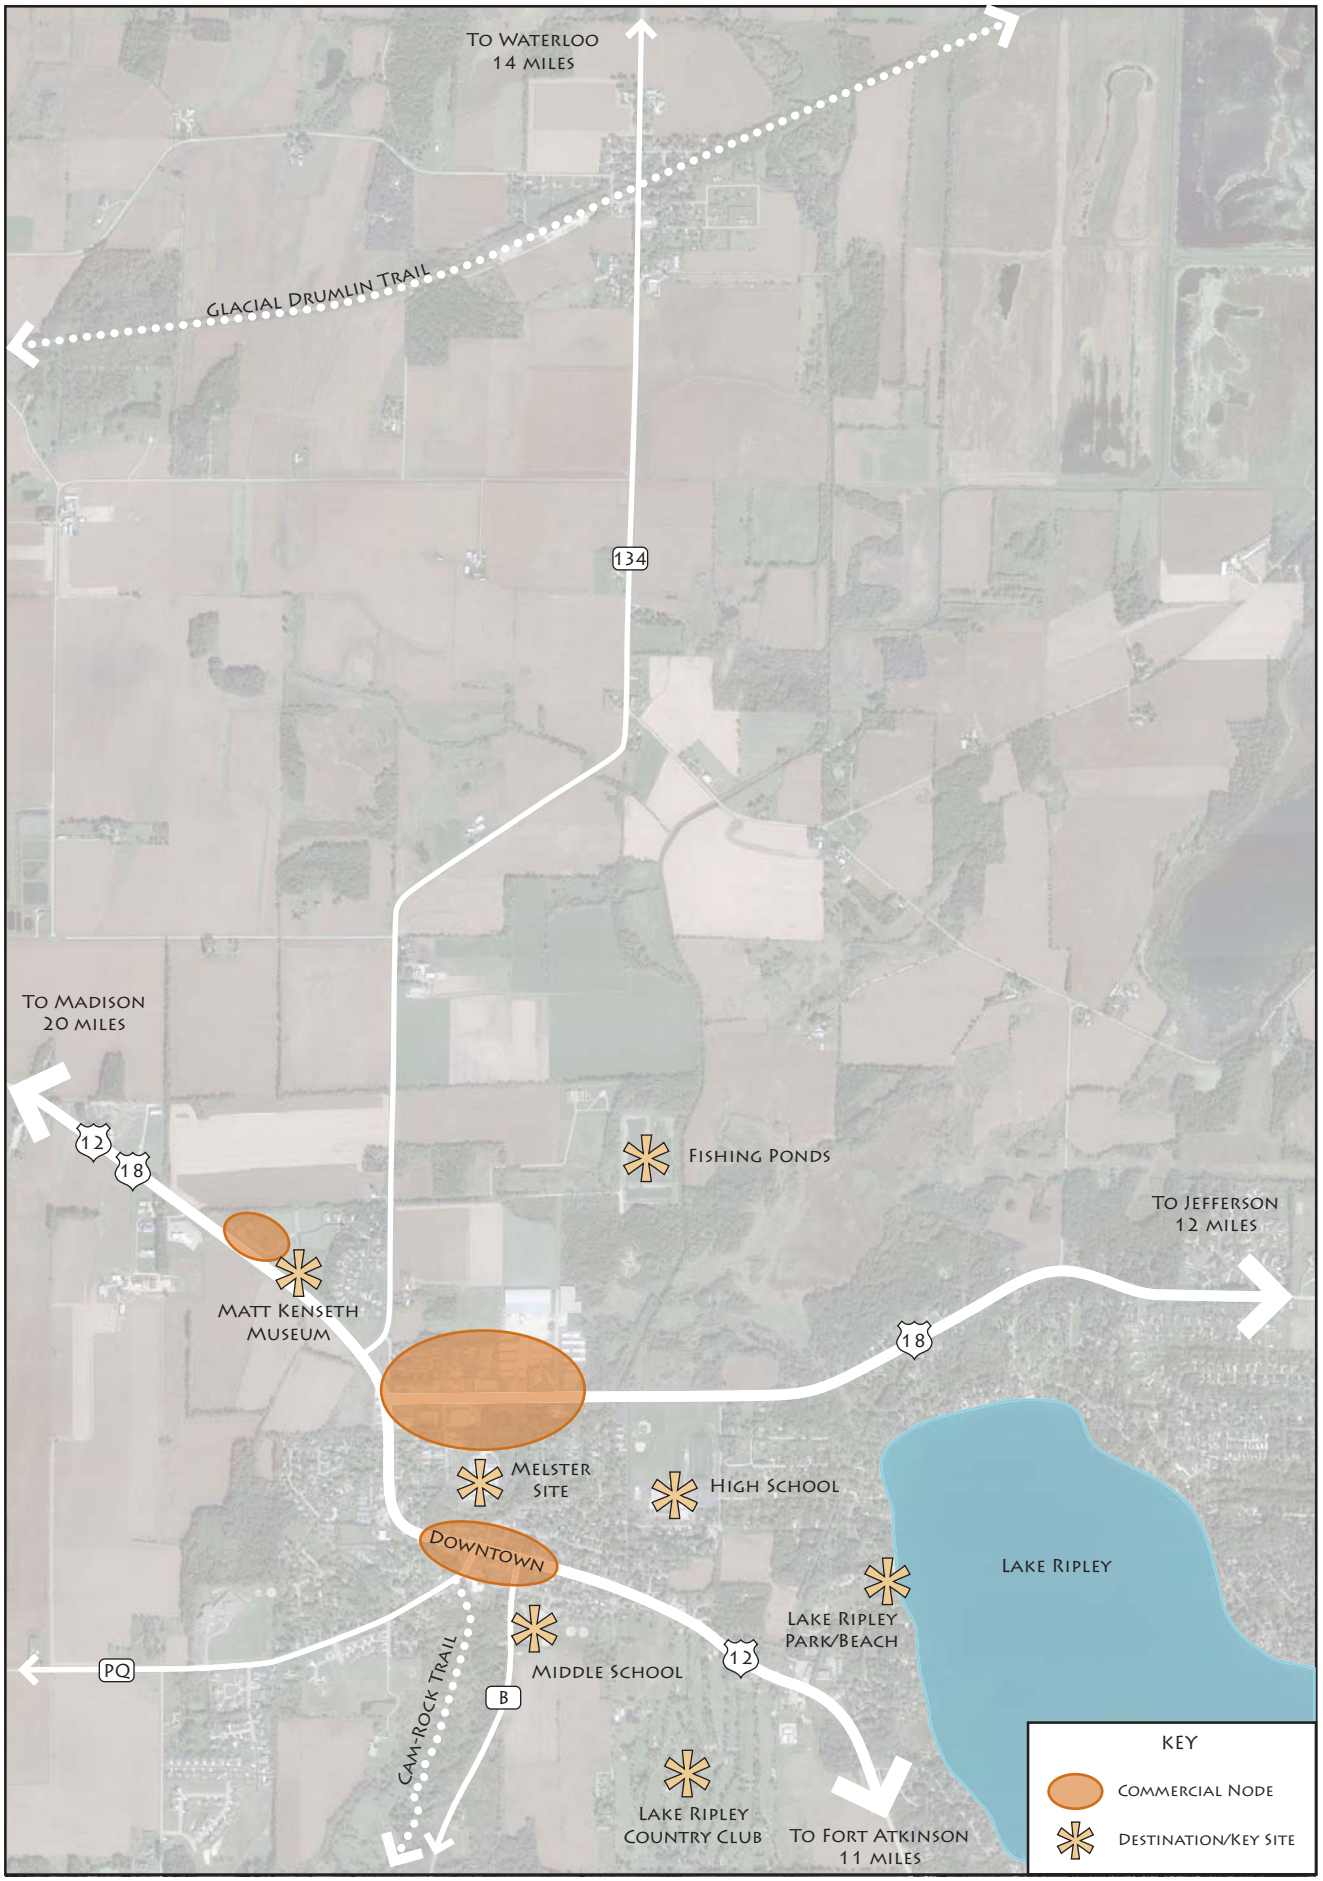 TO WATERLOO
14 MILES
GLACIAL DRUMLIN TRAIL
134
TO MADISON
20 MILES
12
18
FISHING PONDS
TO JEFFERSON
12 MILES
MATT KENSETH
MUSEUM
18
MELSTER
SITE
HIGH SCHOOL
DOWNTOWN
LAKE RIPLEY
LAKE RIPLEY
PARK/BEACH
12
PQ
MIDDLE SCHOOL
B
CAM-ROCK TRAIL
LAKE RIPLEY
COUNTRY CLUB
TO FORT ATKINSON
11 MILES
KEY
COMMERCIAL NODE
DESTINATION/KEY SITE